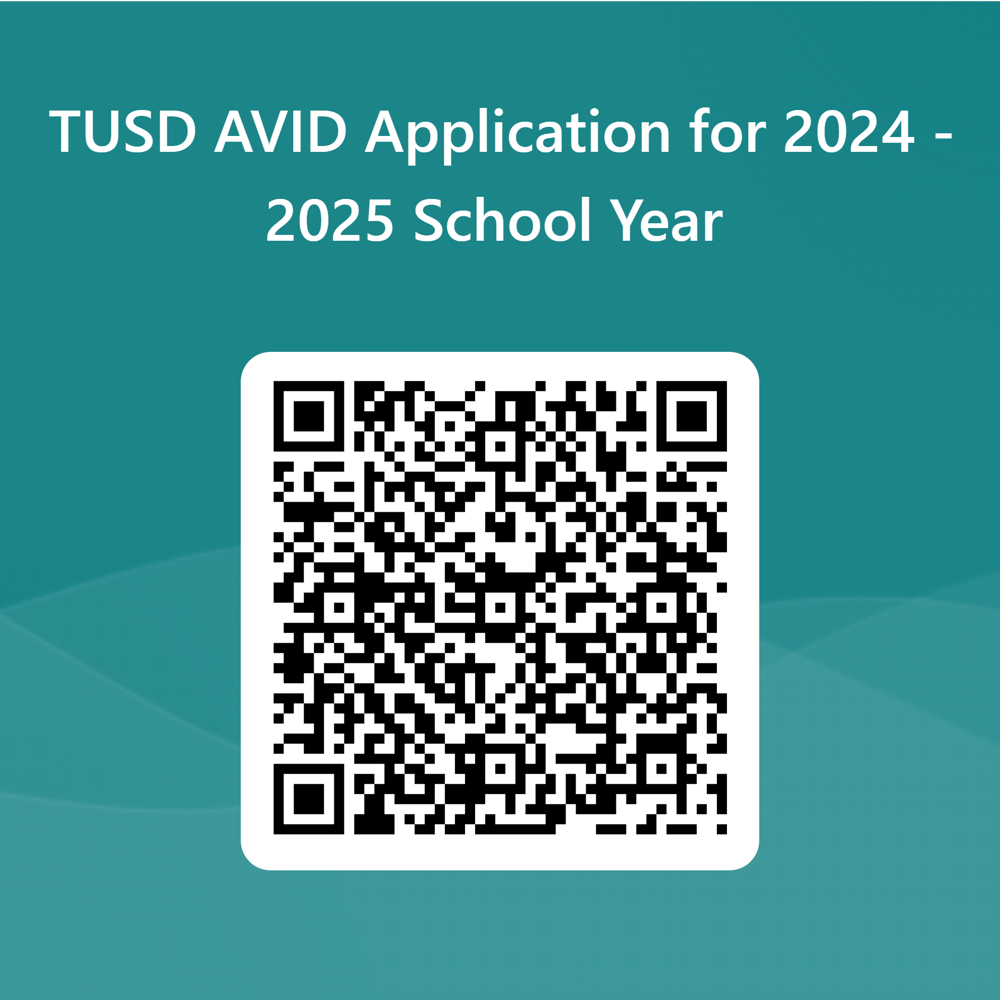 TUSD AVID Application for 2024 -
2025 School Year